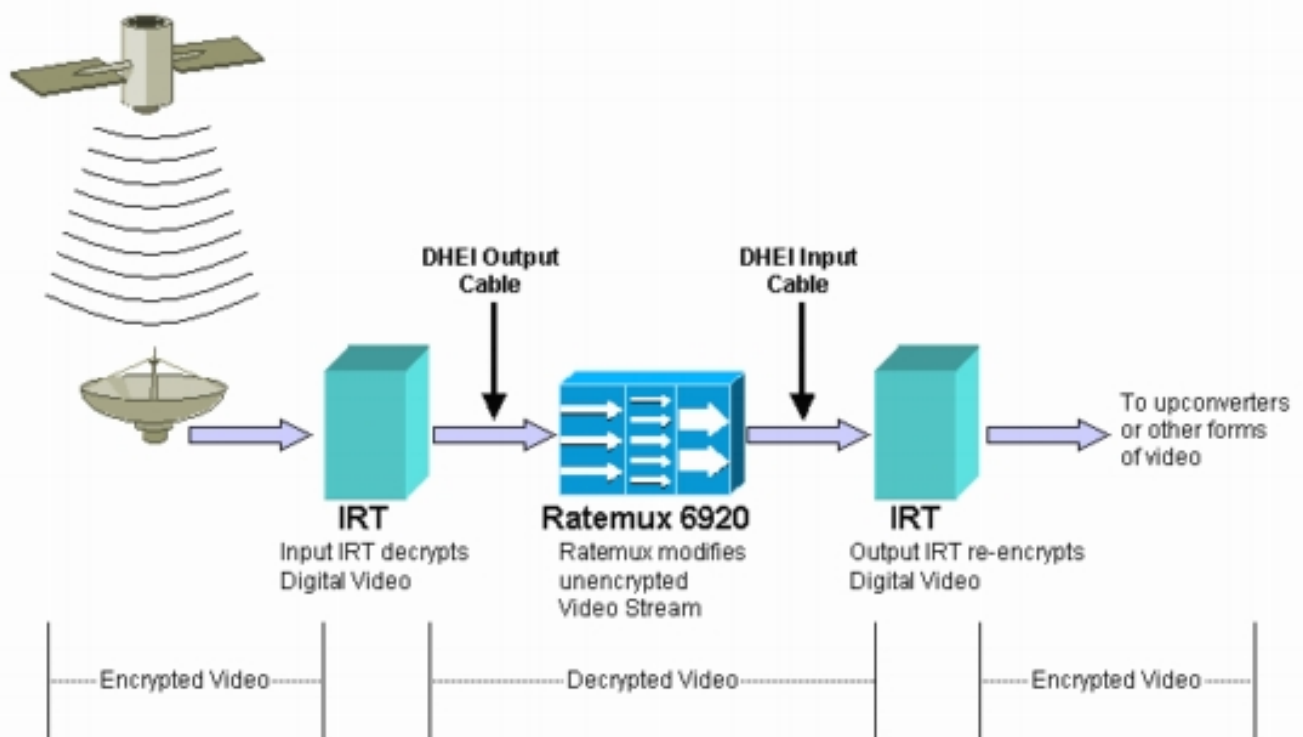 DHEI Output
Cable
DHEI Input
Cable
To upconverters
or other forms
of video
IRT
Input IRT decrypts
Digital Video
Ratemux 6920
Ratemux modifies
unencrypted
Video Stream
IRT
Output IRT re-encrypts
Digital Video
Encrypted Video
Decrypted Video
Encrypted Video